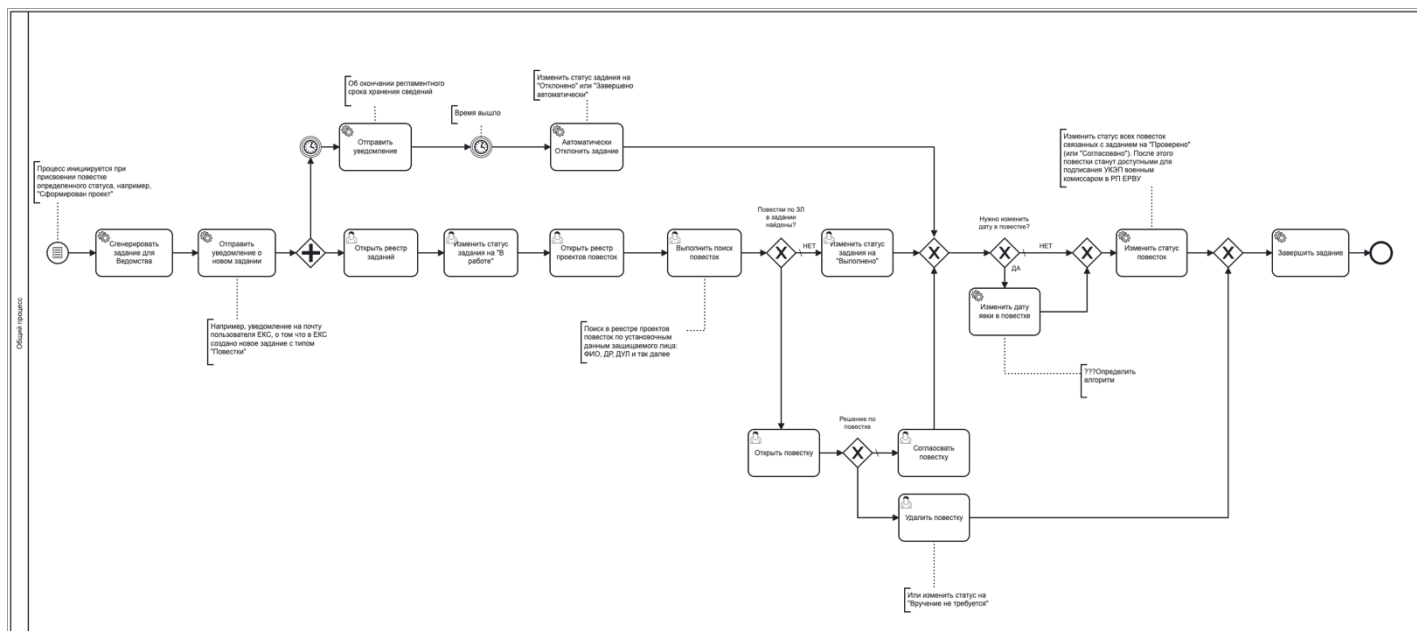 Общий процесс
Процесс инициируется при
присвоении повестке
определенного статуса, например,
"Сформирован проект"
Сгенерировать
задание для
Ведомства
Отправить
уведомление о
новом задании
Например, уведомление на почту
пользователя ЕКС, о том что в ЕКС
создано новое задание с типом
"Повестки"
Об окончании регламентного
срока хранения сведений
Отправить
уведомление
Время вышло
Изменить статус задания на
"Отклонено" или "Завершено
автоматически"
Автоматически
Отклонить задание
Открыть реестр
заданий
Изменить статус
задания на "В
работе"
Открыть реестр
проектов повесток
Выполнить поиск
повесток
Поиск в реестре проектов
повесток по установочным
данным защищаемого лица:
ФИО, ДР, ДУЛ и так далее
Повестки по ЗЛ
в задании
найдены?
НЕТ
Изменить статус
задания на
"Выполнено"
Нужно изменить
дату в повестке?
НЕТ
ДА
Изменить дату
явки в повестке
???Определить
алгоритм
Изменить статус всех повесток
связанных с заданием на "Проверено"
(или "Согласовано"). После этого
повестки станут доступными для
подписания УКЭП военным
комиссаром в РП ЕРВУ
Изменить статус
повесток
Завершить задание
Открыть повестку
Решение по
повестке
Соглаосвать
повестку
Удалить повестку
Или изменить статус на
"Вручение не требуется"